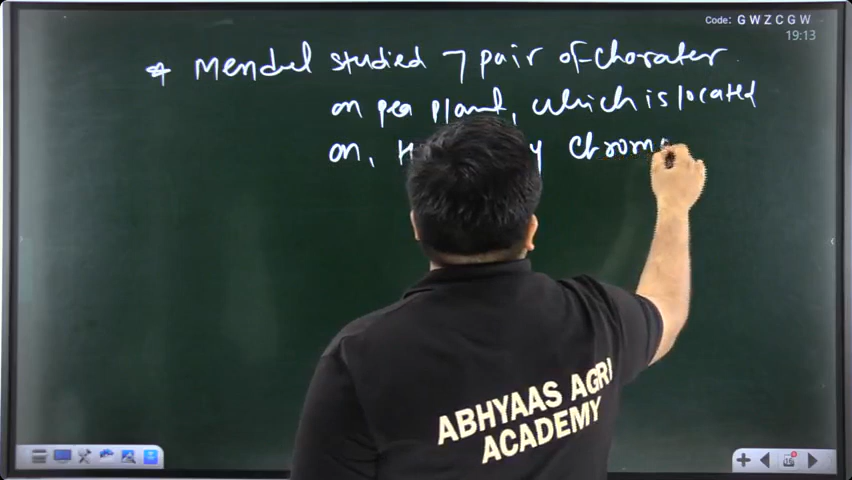 Code: G W Z C G W
19:13
* Mendel studied 7 pair of charater
on pea plant, which is located
on, Chrom
ABHYAAS AGRI
ACADEMY